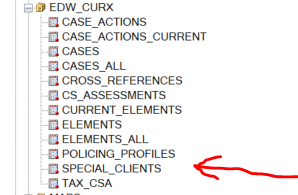 EDW_CURX
CASE_ACTIONS
CASE_ACTIONS_CURRENT
CASES
CASES_ALL
CROSS_REFERENCES
CS_ASSESSMENTS
CURRENT_ELEMENTS
ELEMENTS
ELEMENTS_ALL
POLICING_PROFILES
SPECIAL_CLIENTS
TAX_CSA